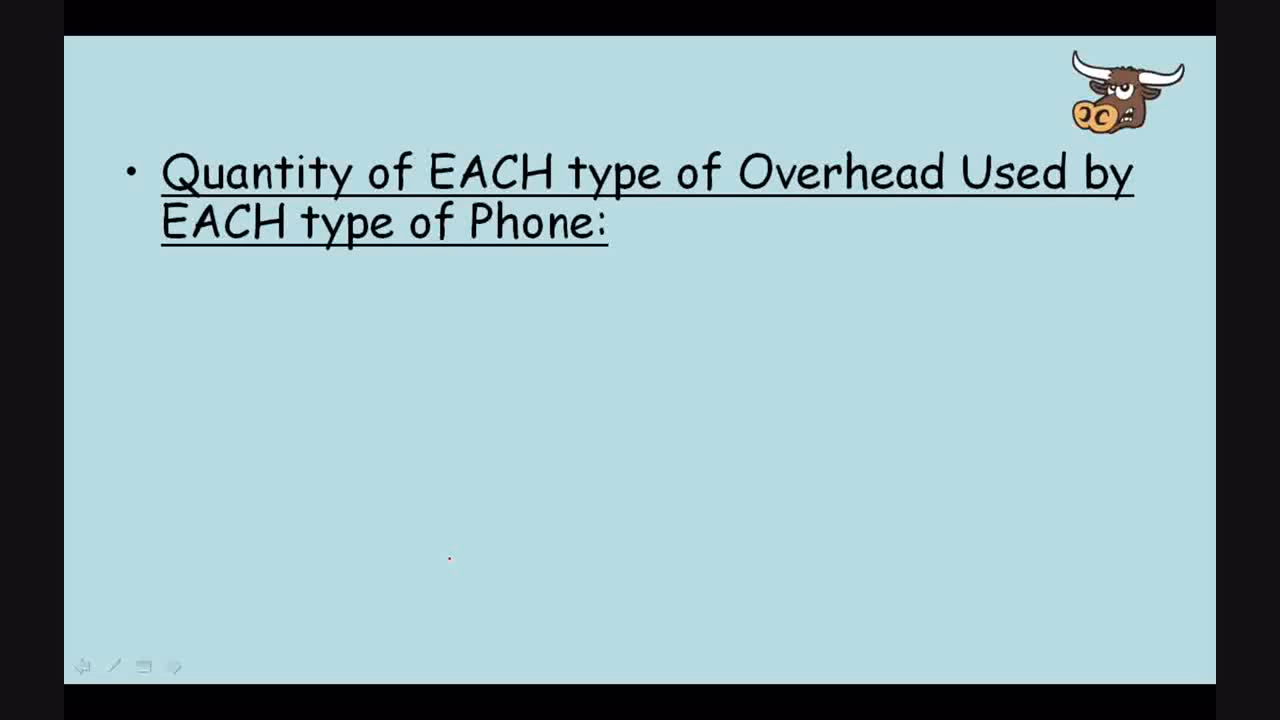 • Quantity of EACH type of Overhead Used by
EACH type of Phone: